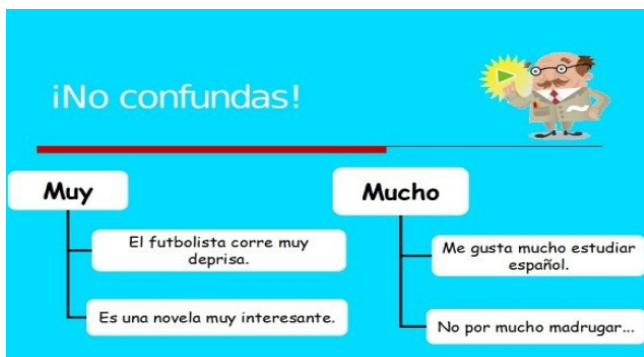 ¡No confundas!
Muy
El futbolista corre muy
deprisa.
Es una novela muy interesante.
Mucho
Me gusta mucho estudiar
español.
No por mucho madrugar...